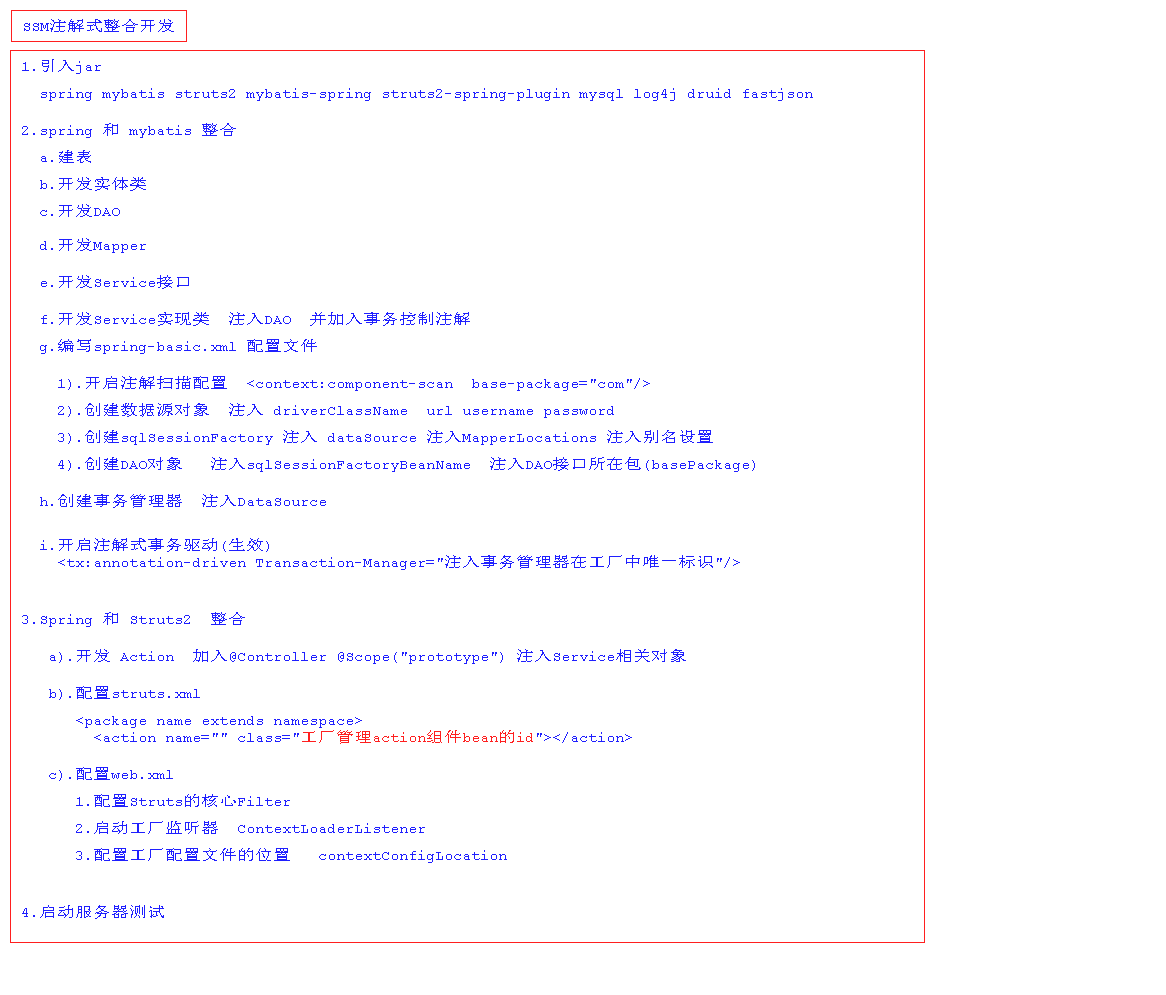 SSM注解式整合开发
1.引入jar
spring mybatis struts2 mybatis-spring struts2-spring-plugin mysql log4j druid fastjson
2.spring 和 mybatis 整合
a.建表
b.开发实体类
c.开发DAO
d.开发Mapper
e.开发Service接口
f.开发Service实现类  注入DAO  并加入事务控制注解
g.编写spring-basic.xml 配置文件
1).开启注解扫描配置  <context:component-scan  base-package="com"/>
2).创建数据源对象  注入 driverClassName  url username password
3).创建sqlSessionFactory 注入 dataSource 注入MapperLocations 注入别名设置
4).创建DAO对象   注入sqlSessionFactoryBeanName  注入DAO接口所在包(basePackage)
h.创建事务管理器  注入DataSource
i.开启注解式事务驱动(生效)
<tx:annotation-driven Transaction-Manager="注入事务管理器在工厂中唯一标识"/>
3.Spring 和 Struts2  整合
a).开发 Action  加入@Controller @Scope("prototype") 注入Service相关对象
b).配置struts.xml
<package name extends namespace>
<action name="" class="工厂管理action组件bean的id"></action>
c).配置web.xml
1.配置Struts的核心Filter
2.启动工厂监听器  ContextLoaderListener
3.配置工厂配置文件的位置   contextConfigLocation
4.启动服务器测试